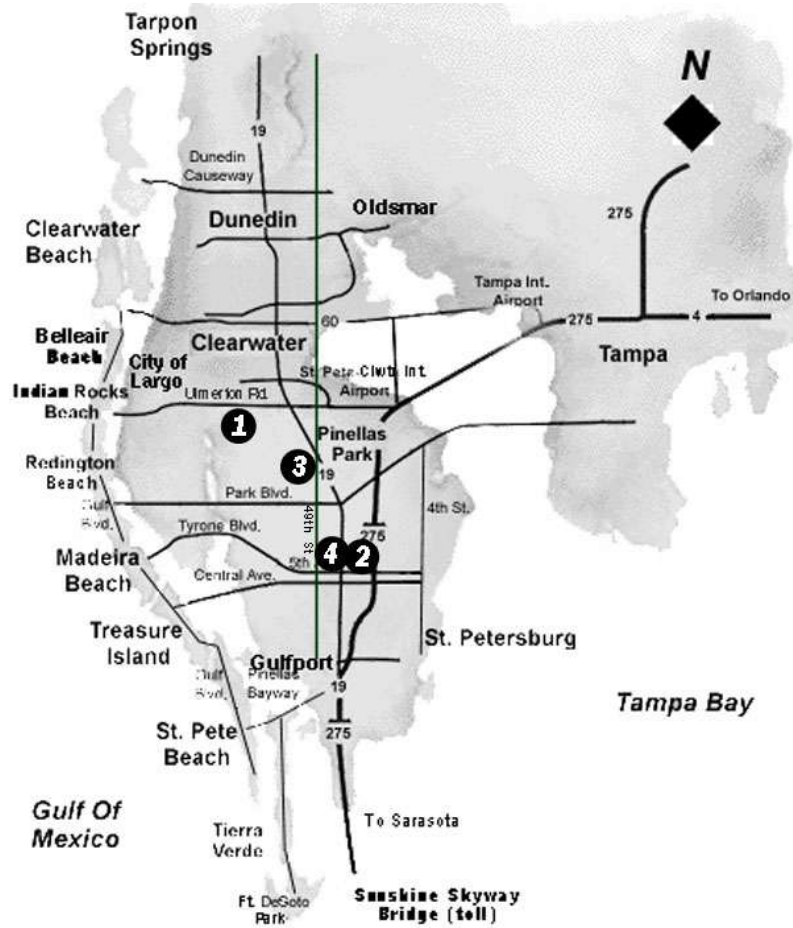 Tarpon
Springs
N
19
Dunedin
Causeway
Dunedin
Oldsmar
275
Clearwater
Beach
Tampa Int.
Airport
To Orlando
60
275
4
Belleair
Beach
Clearwater
Tampa
City of
Largo
St. Pete-Clwtr Int.
Airport
Indian Rocks
Beach
Ulmerton Rd.
1
Pinellas
Park
3
19
Redington
Beach
Park Blvd.
Gulf
Blvd.
49th St
4th St.
Tyrone Blvd.
275
Madeira
Beach
5th
4
2
Central Ave.
Treasure
Island
St. Petersburg
Gulfport
Gulf
Blvd.
Pinellas
Bayway
19
Tampa Bay
St. Pete
Beach
275
Gulf Of
Mexico
To Sarasota
Tierra
Verde
Ft. DeSoto
Park
Sunshine Skyway
Bridge (toll)